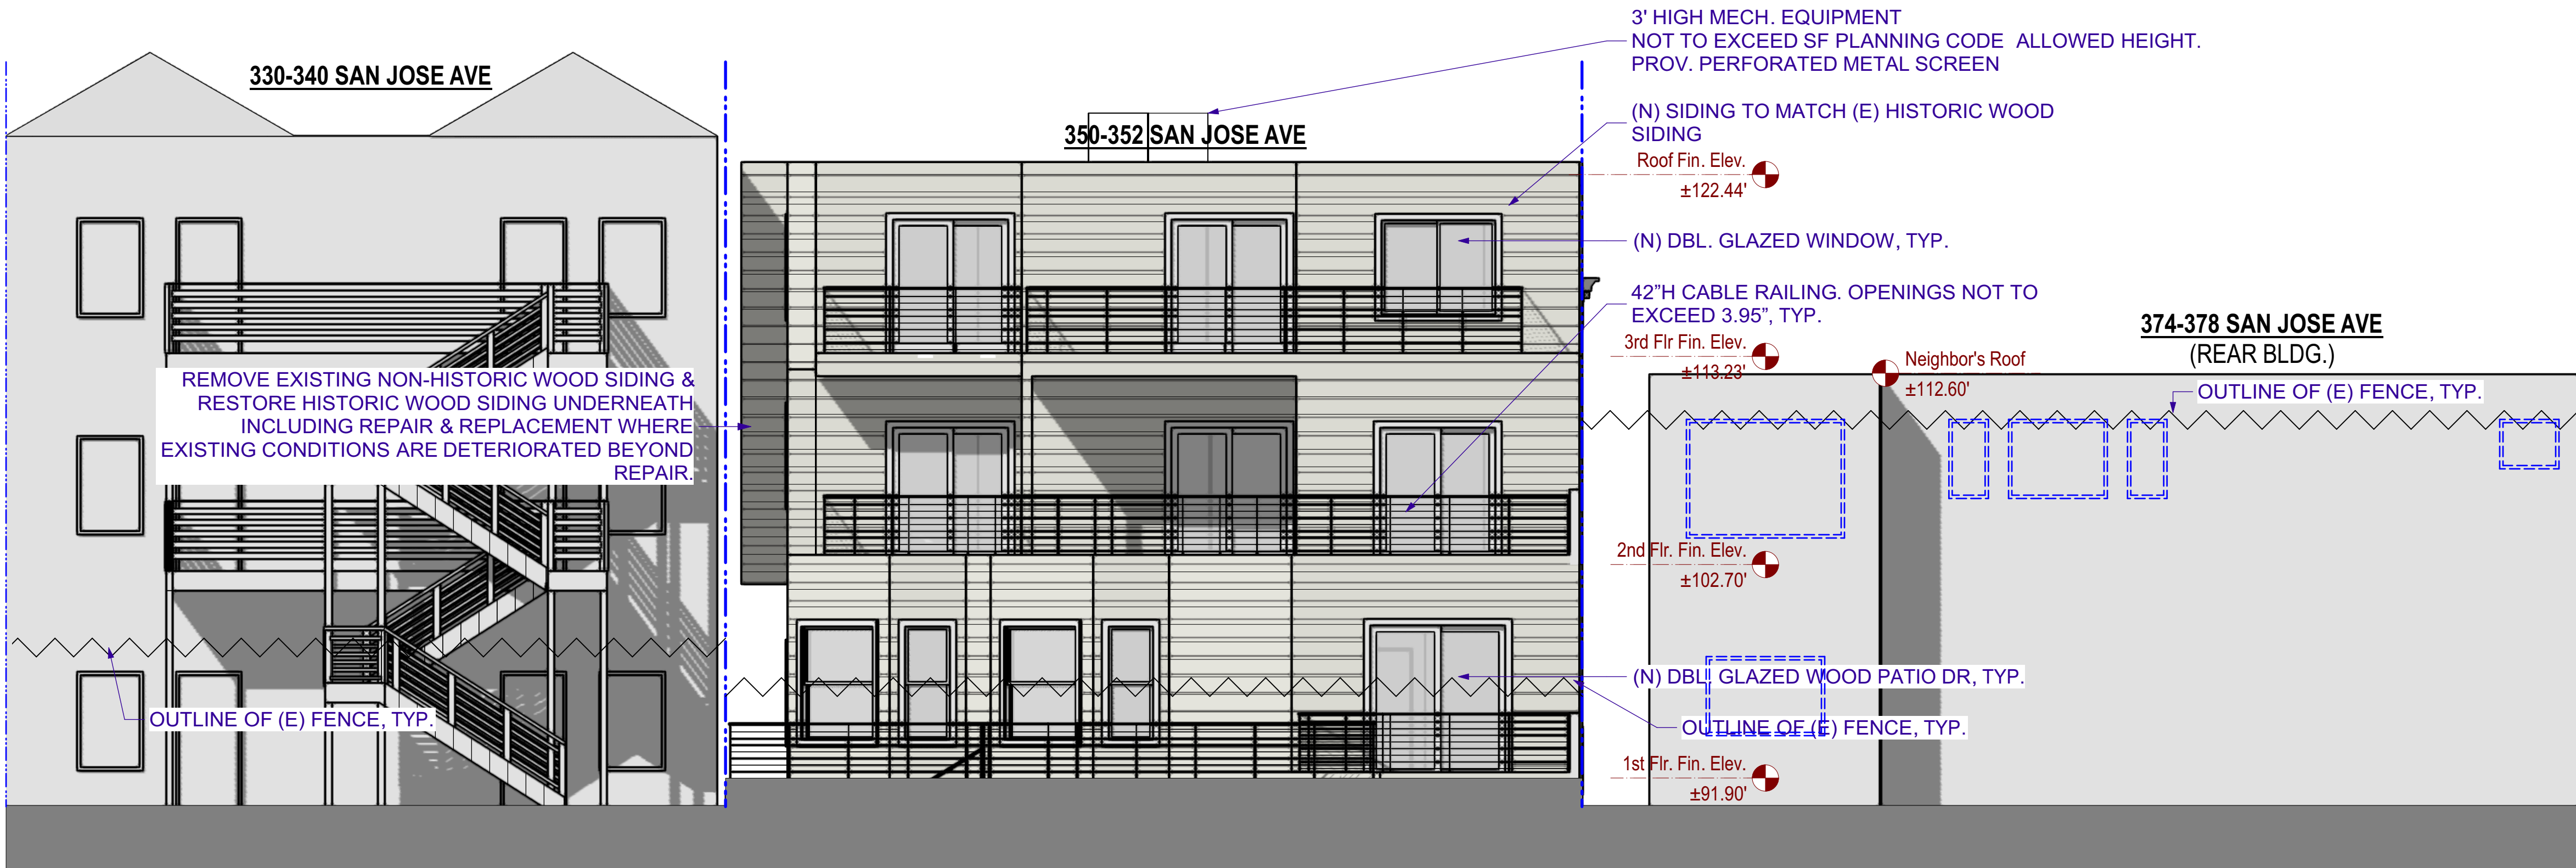 330-340 SAN JOSE AVE
REMOVE EXISTING NON-HISTORIC WOOD SIDING &
RESTORE HISTORIC WOOD SIDING UNDERNEATH
INCLUDING REPAIR & REPLACEMENT WHERE
EXISTING CONDITIONS ARE DETERIORATED BEYOND
REPAIR.
OUTLINE OF (E) FENCE, TYP.
350-352 SAN JOSE AVE
3' HIGH MECH. EQUIPMENT
NOT TO EXCEED SF PLANNING CODE ALLOWED HEIGHT.
PROV. PERFORATED METAL SCREEN
(N) SIDING TO MATCH (E) HISTORIC WOOD
SIDING
Roof Fin. Elev.
±122.44'
(N) DBL. GLAZED WINDOW, TYP.
42”H CABLE RAILING. OPENINGS NOT TO
EXCEED 3.95”, TYP.
3rd Flr Fin. Elev.
±113.23'
374-378 SAN JOSE AVE
(REAR BLDG.)
Neighbor's Roof
±112.60'
OUTLINE OF (E) FENCE, TYP.
2nd Flr. Fin. Elev.
±102.70'
(N) DBL. GLAZED WOOD PATIO DR, TYP.
OUTLINE OF (E) FENCE, TYP.
1st Flr. Fin. Elev.
±91.90'